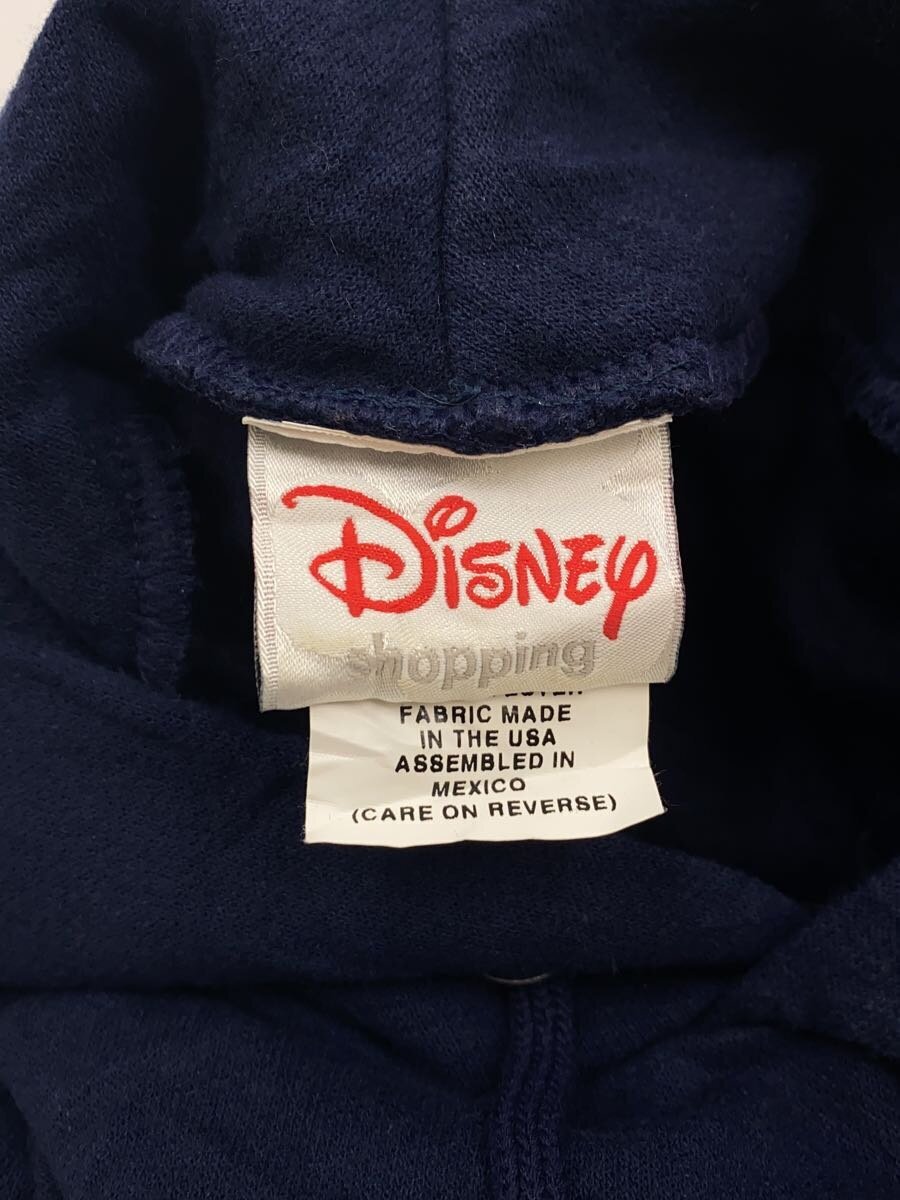 Disney
shopping
FABRIC MADE
IN THE USA
ASSEMBLED IN
MEXICO
(CARE ON REVERSE)